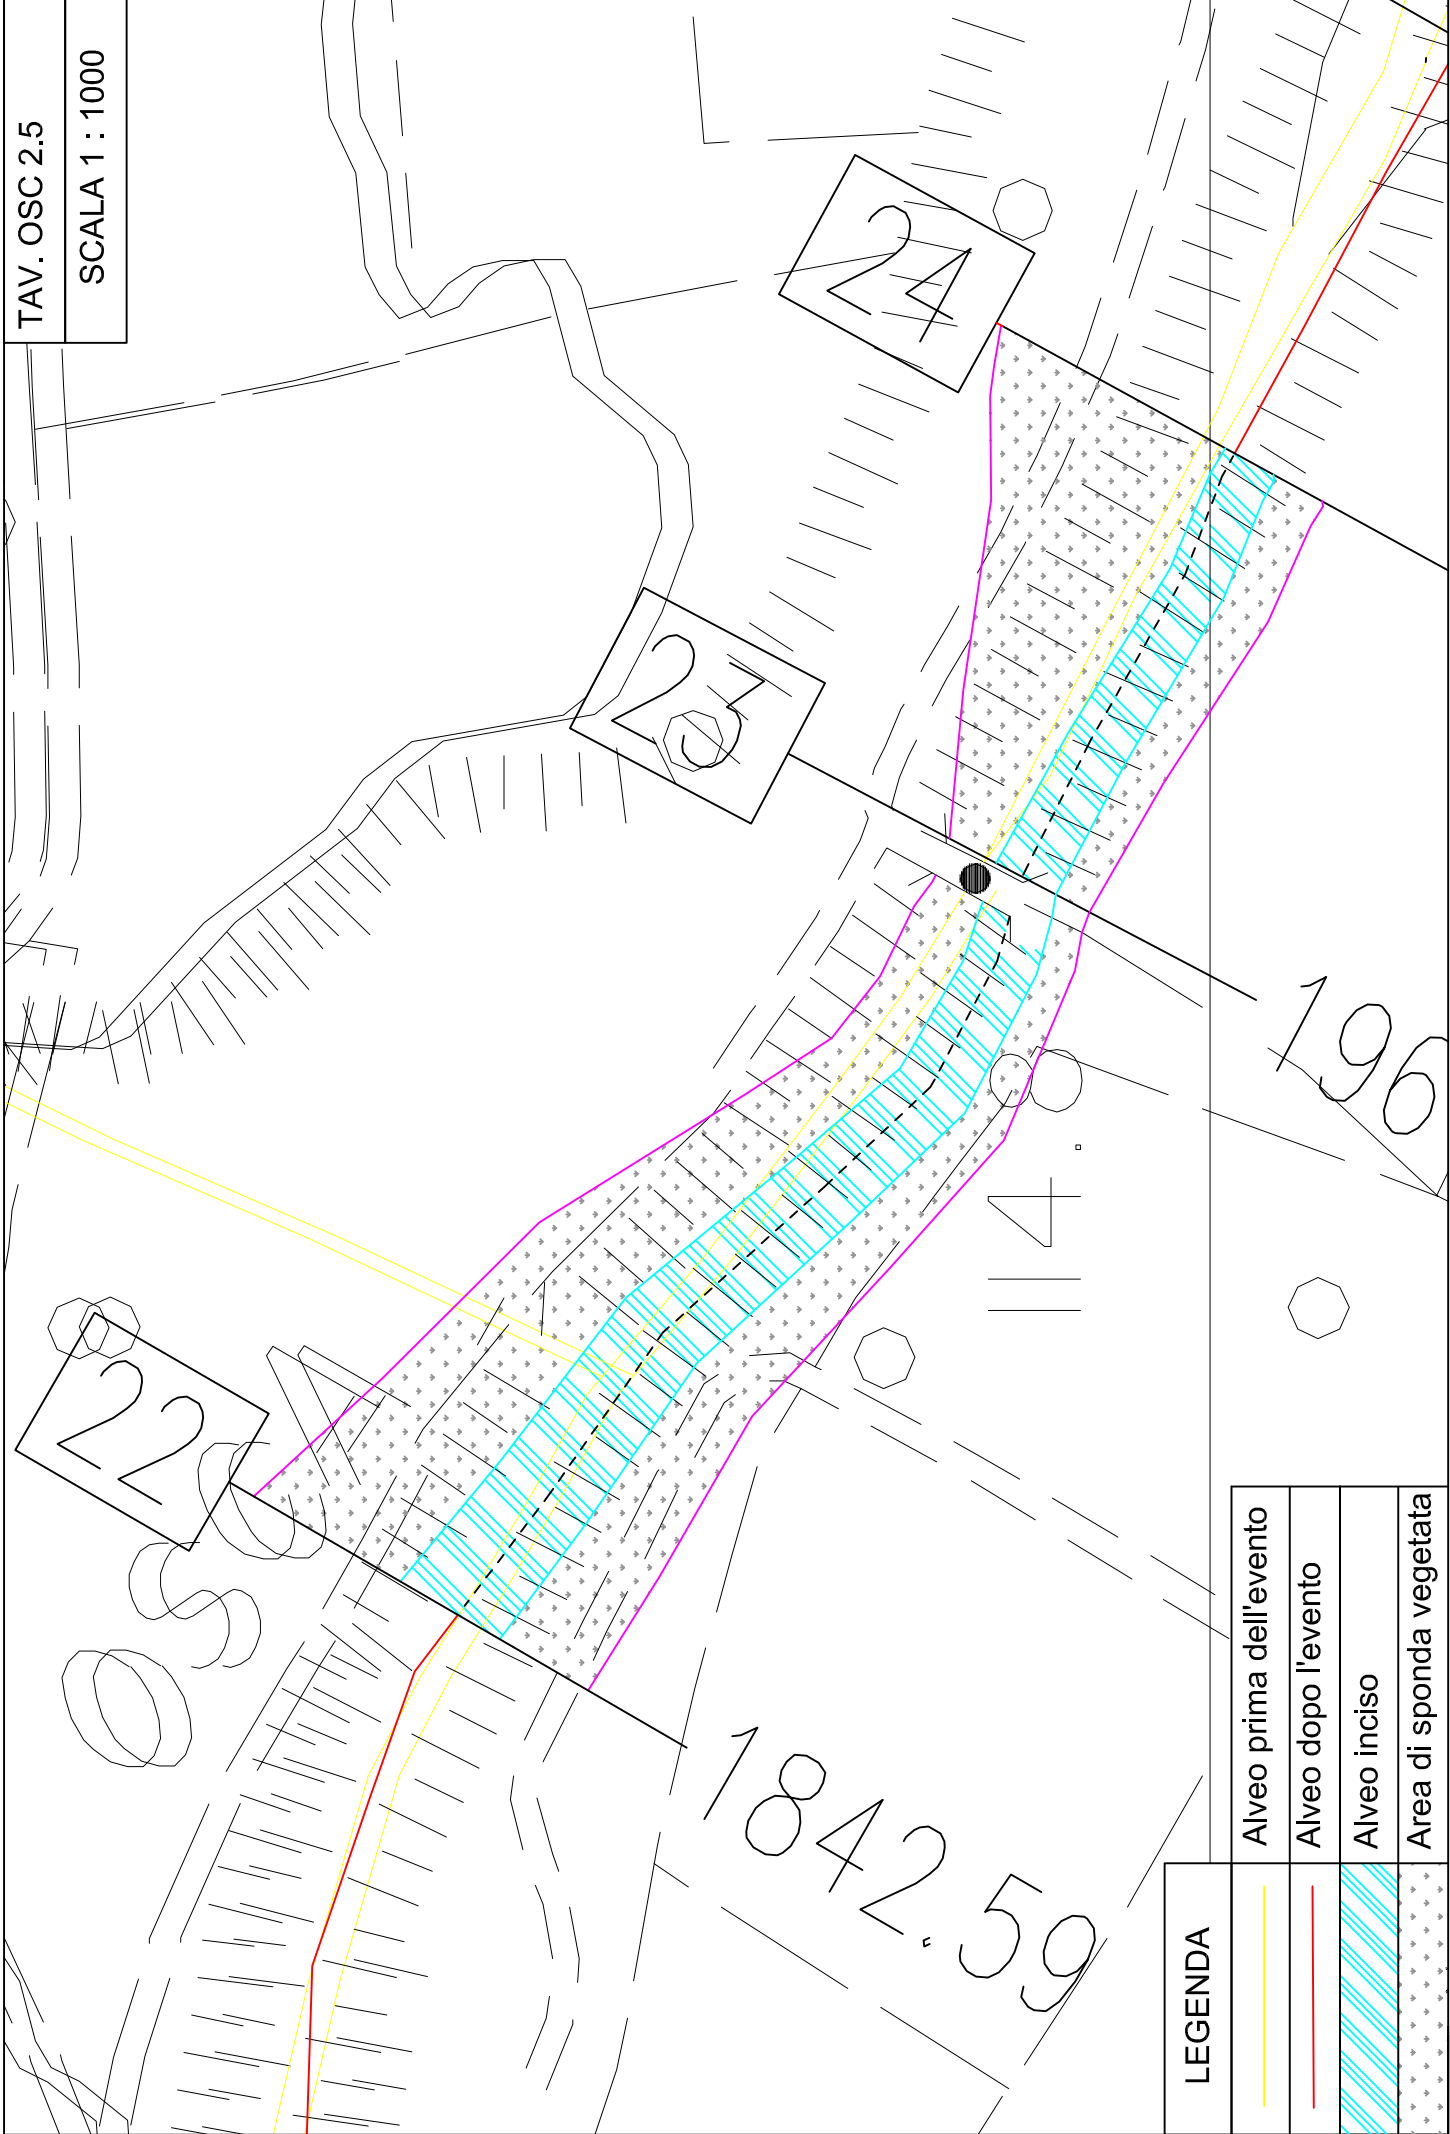 TAV. OSC 2.5
SCALA 1 : 1000
22
23
24
1842.59
196
114.
LEGENDA
Alveo prima dell'evento
Alveo dopo l'evento
Alveo inciso
Area di sponda vegetata